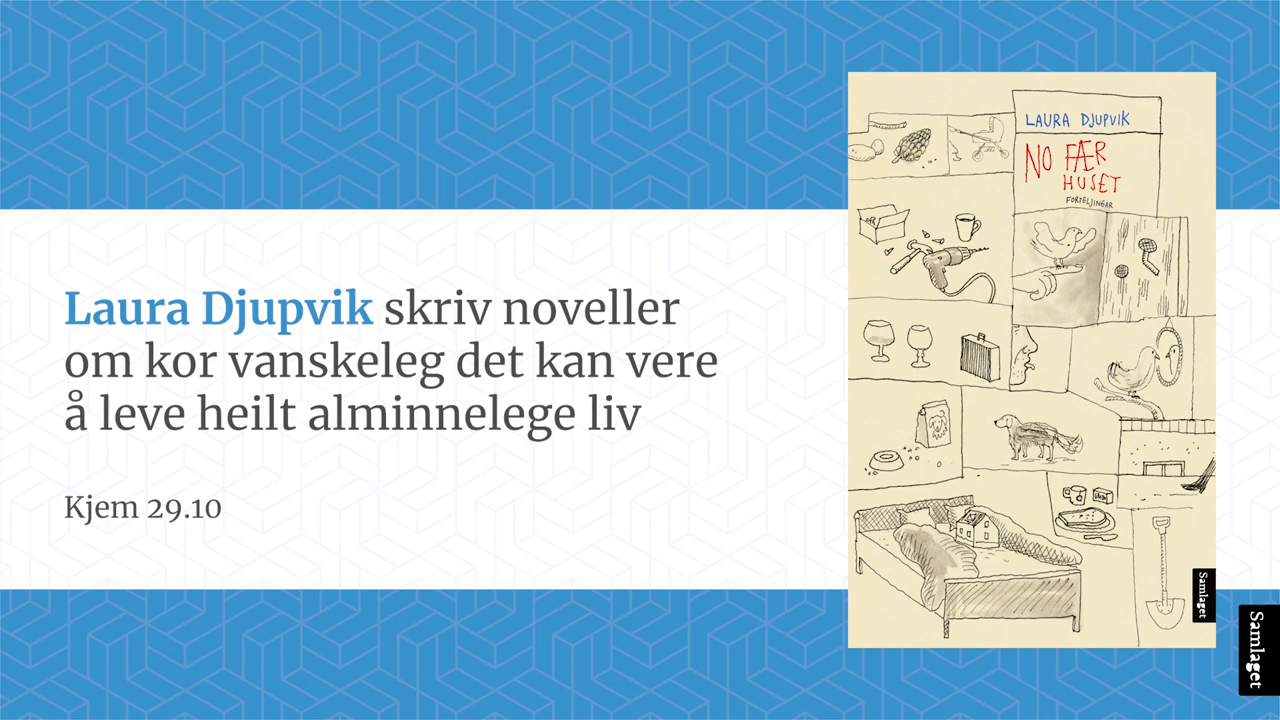 Laura Djupvik skriv noveller
om kor vanskeleg det kan vere
å leve heilt alminnelege liv
Kjem 29.10
LAURA DJUPVIK
NO FÆR
HUSET
FORTELJINGAR
Samlaget
Samlaget